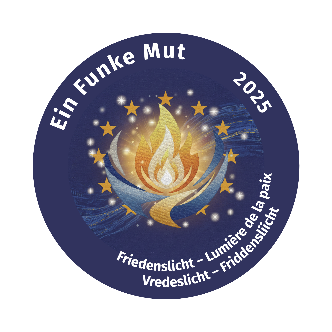 Ein Funke Mut
2025
Friedenslicht – Lumière de la paix
Vredeslicht – Friddensliicht